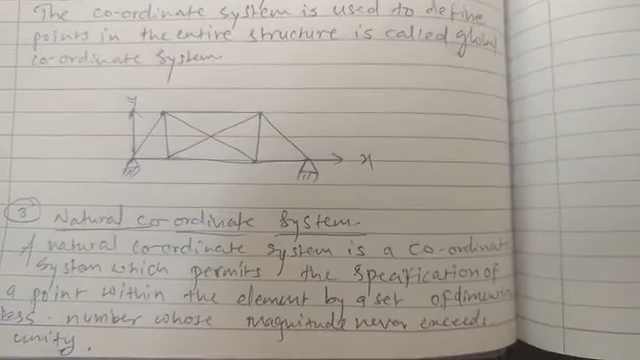 The co-ordinate system is used to define
points in the entire structure is called global
co-ordinate system
y
x
3 Natural co-ordinate system
A natural co-ordinate system is a co-ordinate
system which permits the specification of
a point within the element by a set of dimension
less number whose magnitude never exceeds
unity.